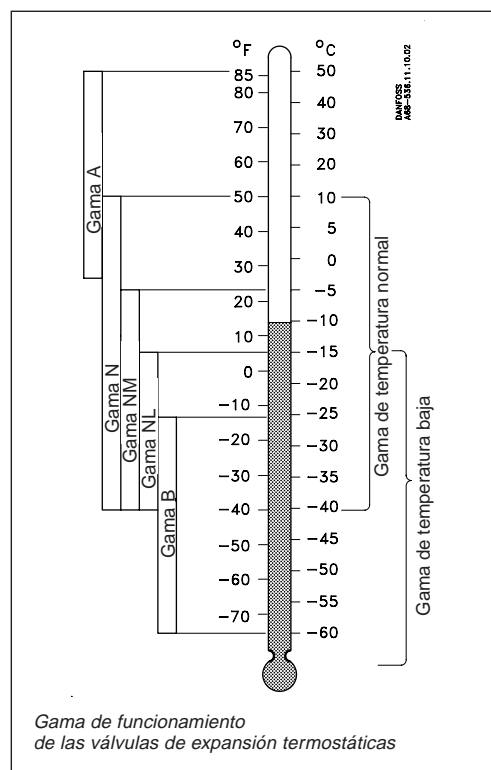 °F
°C
DANFOSS
A68-538.11.10.02
85
80
70
60
50
40
30
20
10
0
-10
-20
-30
-40
-50
-60
-70
50
40
30
20
10
5
0
-5
-10
-15
-20
-25
-30
-35
-40
-45
-50
-55
-60
Gama A
Gama N
Gama NM
Gama NL
Gama B
Gama de temperatura normal
Gama de temperatura baja
Gama de funcionamiento
de las válvulas de expansión termostáticas